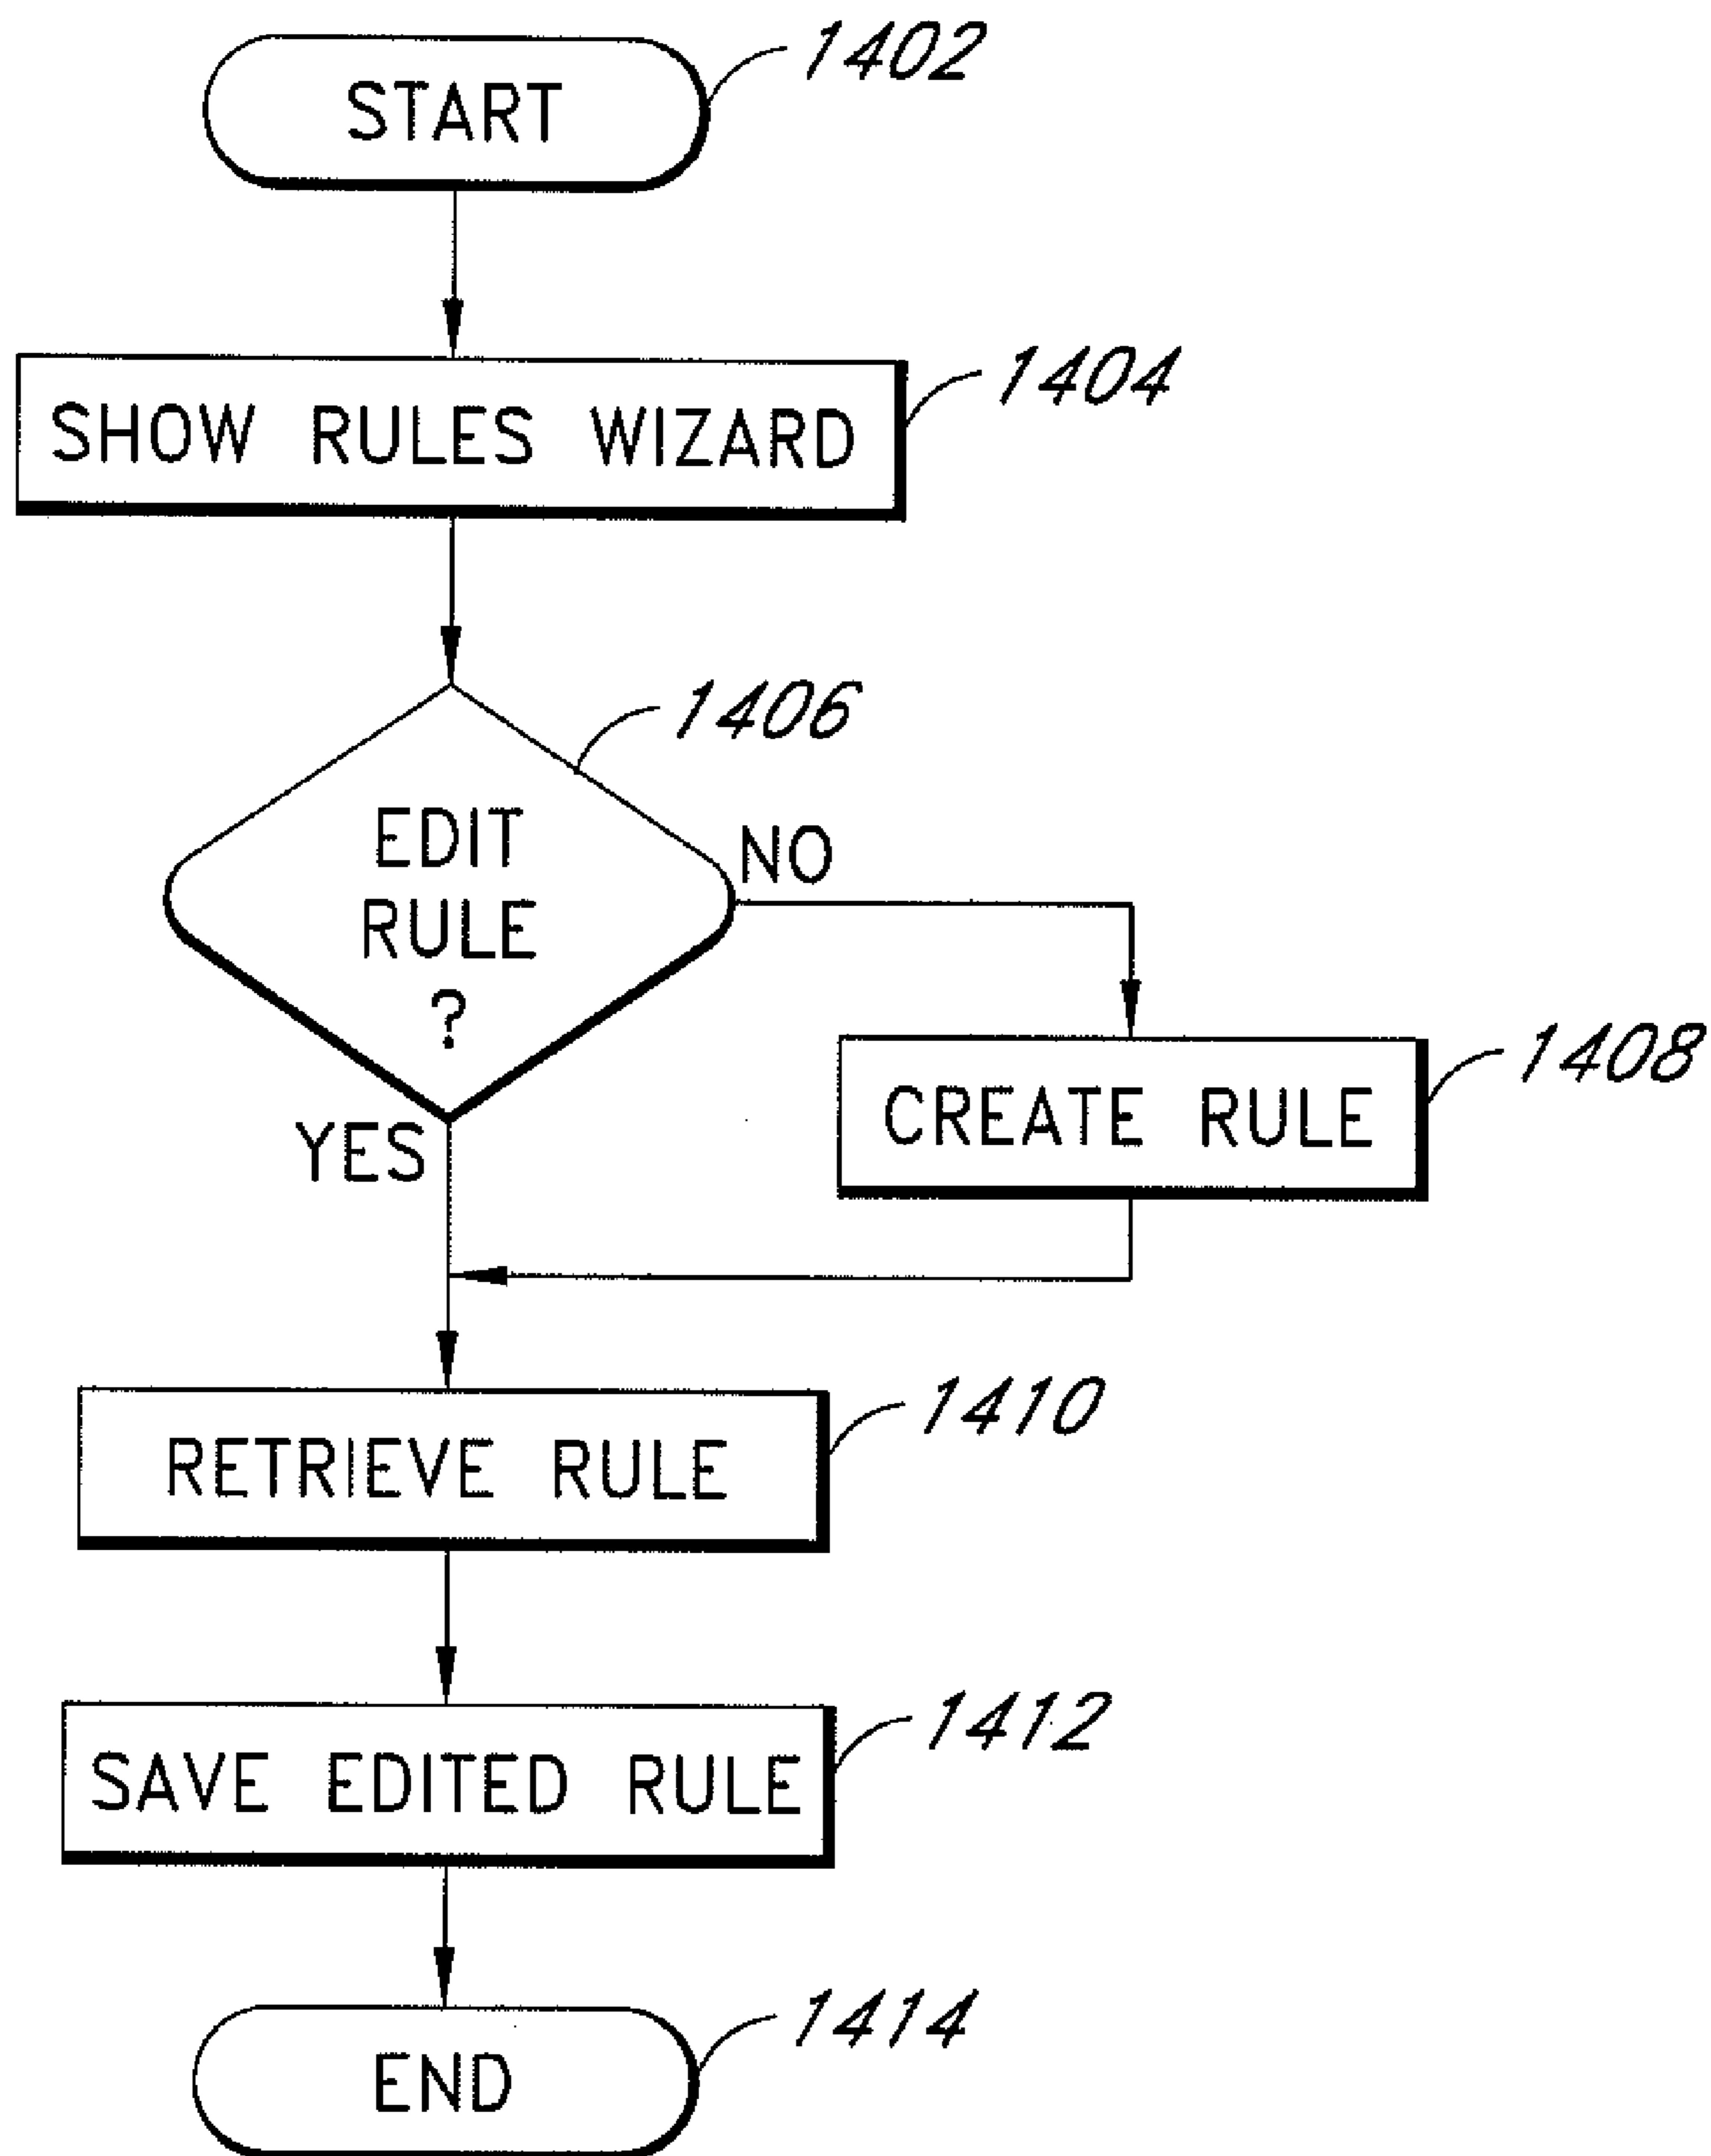 START
1402
SHOW RULES WIZARD
1404
1406
EDIT
RULE
?
NO
YES
CREATE RULE
1408
RETRIEVE RULE
1410
SAVE EDITED RULE
1412
END
1414